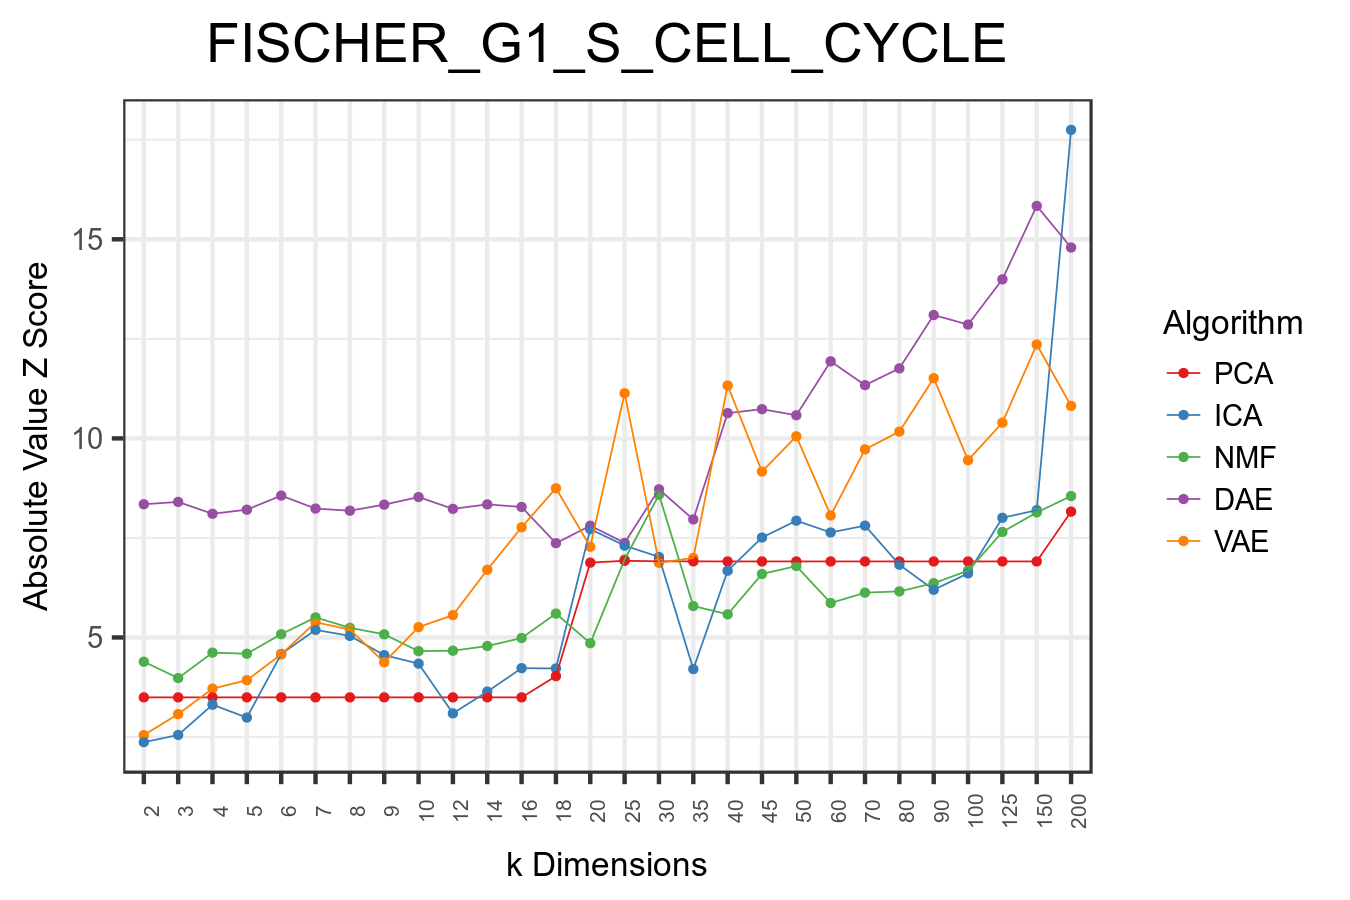 FISCHER_G1_S_CELL_CYCLE
Absolute Value Z Score
15
10
5
2 3 4 5 6 7 8 9 10 12 14 16 18 20 25 30 35 40 45 50 60 70 80 90 100 125 150 200
k Dimensions
Algorithm
PCA
ICA
NMF
DAE
VAE